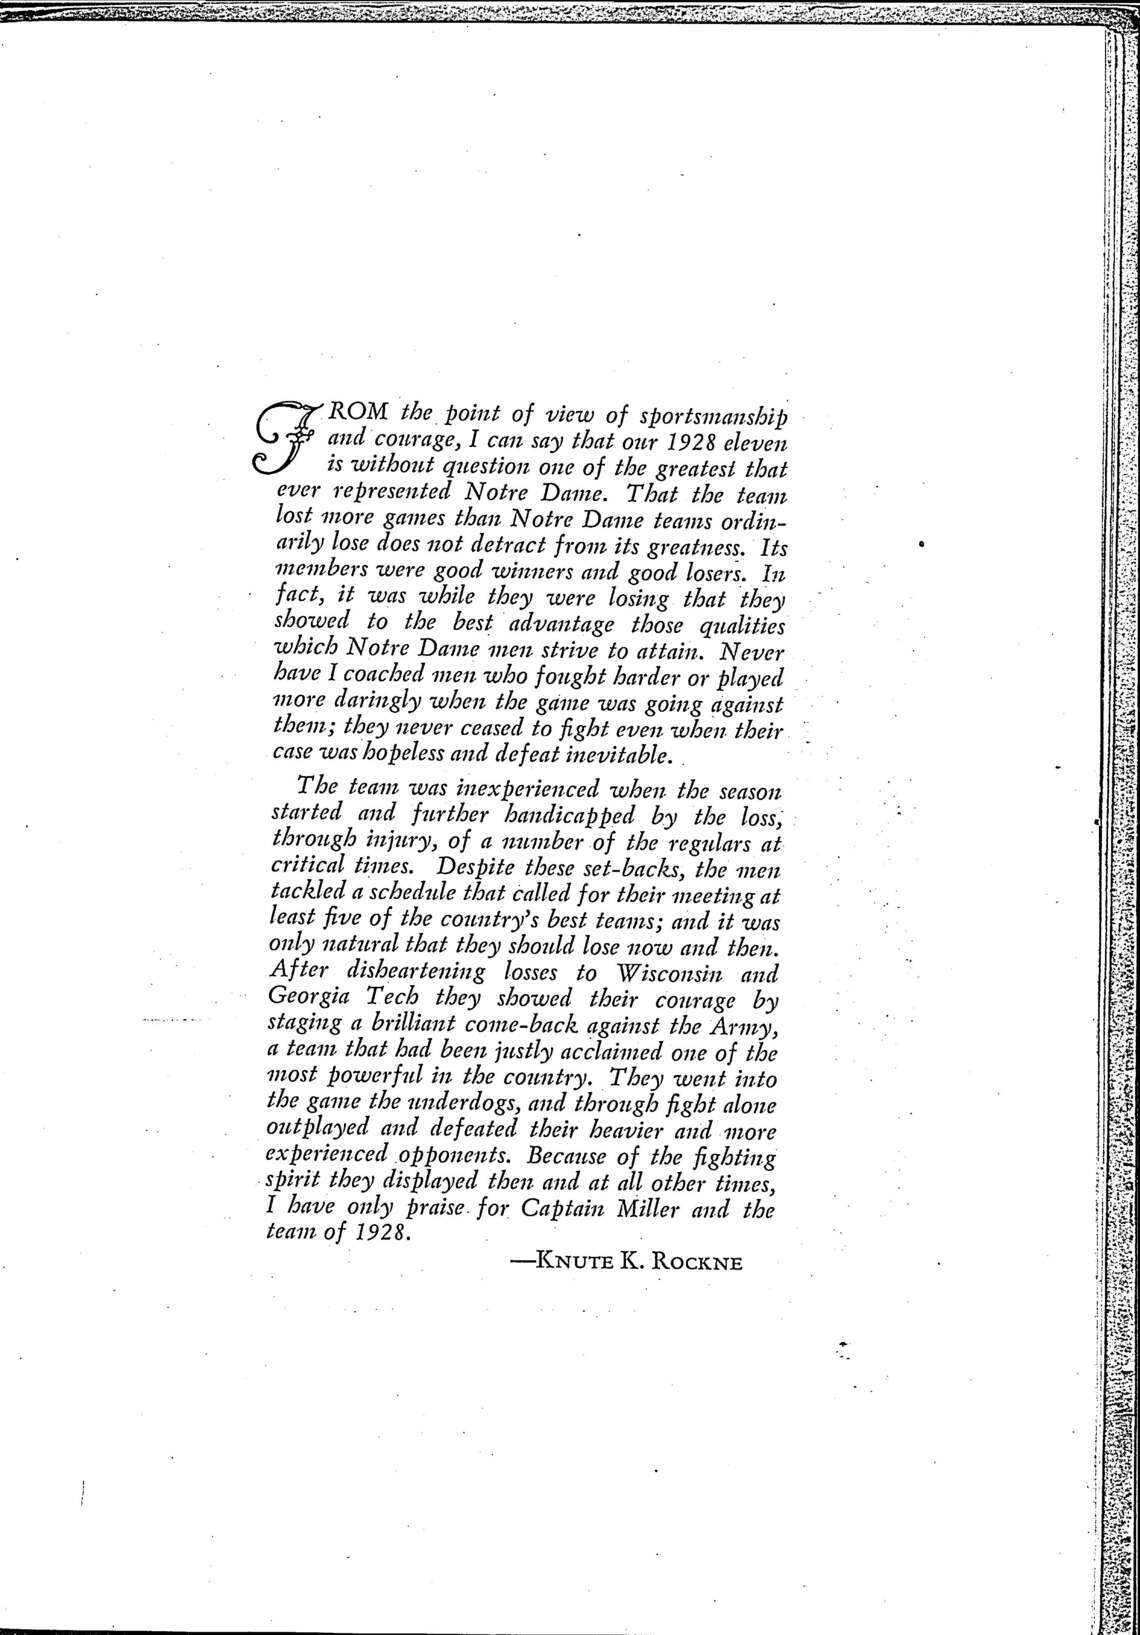 FROM the point of view of sportsmanship
and courage, I can say that our 1928 eleven
is without question one of the greatest that
ever represented Notre Dame. That the team
lost more games than Notre Dame teams ordin-
arily lose does not detract from its greatness. Its
members were good winners and good losers. In
fact, it was while they were losing that they
showed to the best advantage those qualities
which Notre Dame men strive to attain. Never
have I coached men who fought harder or played
more daringly when the game was going against
them; they never ceased to fight even when their
case was hopeless and defeat inevitable.
The team was inexperienced when the season
started and further handicapped by the loss,
through injury, of a number of the regulars at
critical times. Despite these set-backs, the men
tackled a schedule that called for their meeting at
least five of the country's best teams; and it was
only natural that they should lose now and then.
After disheartening losses to Wisconsin and
Georgia Tech they showed their courage by
staging a brilliant come-back against the Army,
a team that had been justly acclaimed one of the
most powerful in the country. They went into
the game the underdogs, and through fight alone
outplayed and defeated their heavier and more
experienced opponents. Because of the fighting
spirit they displayed then and at all other times,
I have only praise for Captain Miller and the
team of 1928.
—KNUTE K. ROCKNE